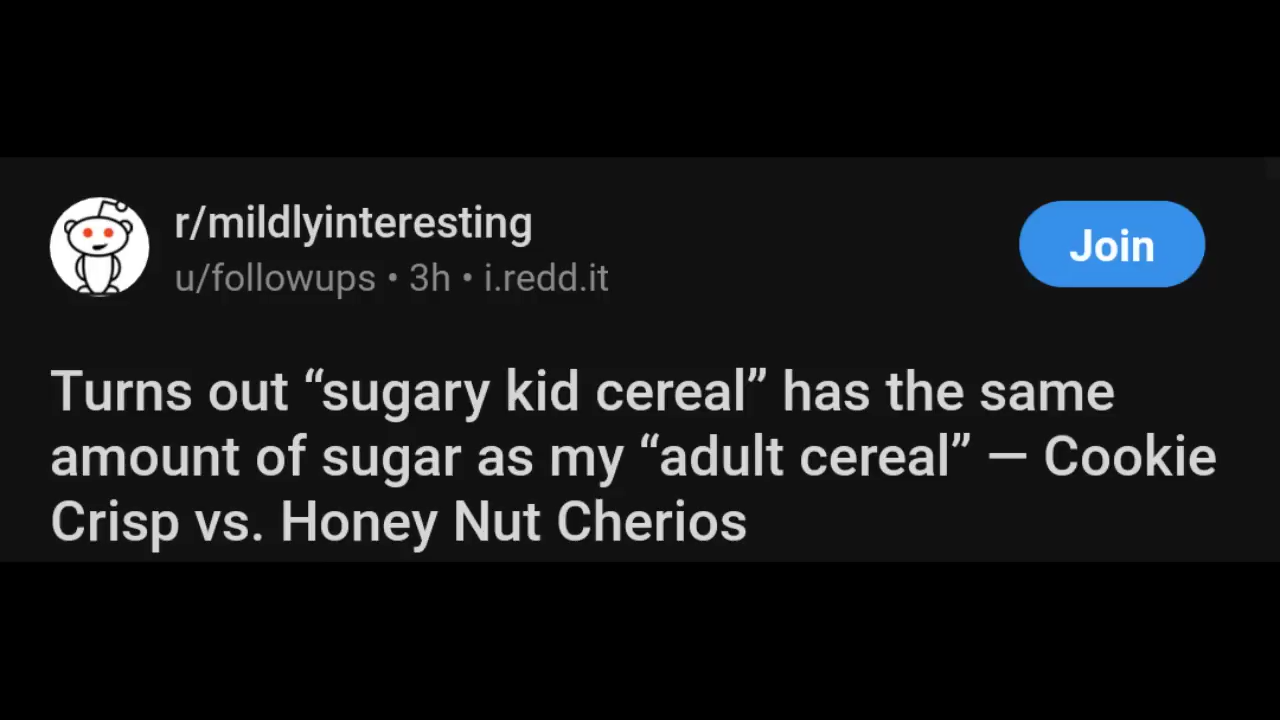 r/mildlyinteresting
u/followups • 3h • i.redd.it
Join
Turns out “sugary kid cereal” has the same
amount of sugar as my “adult cereal” — Cookie
Crisp vs. Honey Nut Cherios